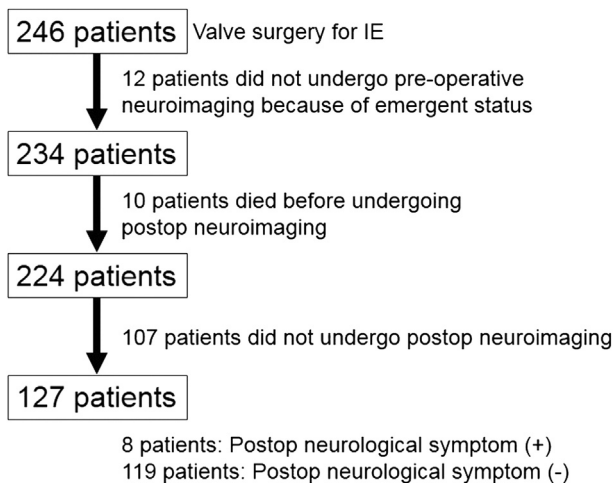 246 patients Valve surgery for IE
12 patients did not undergo pre-operative
neuroimaging because of emergent status
234 patients
10 patients died before undergoing
postop neuroimaging
224 patients
107 patients did not undergo postop neuroimaging
127 patients
8 patients: Postop neurological symptom (+)
119 patients: Postop neurological symptom (-)